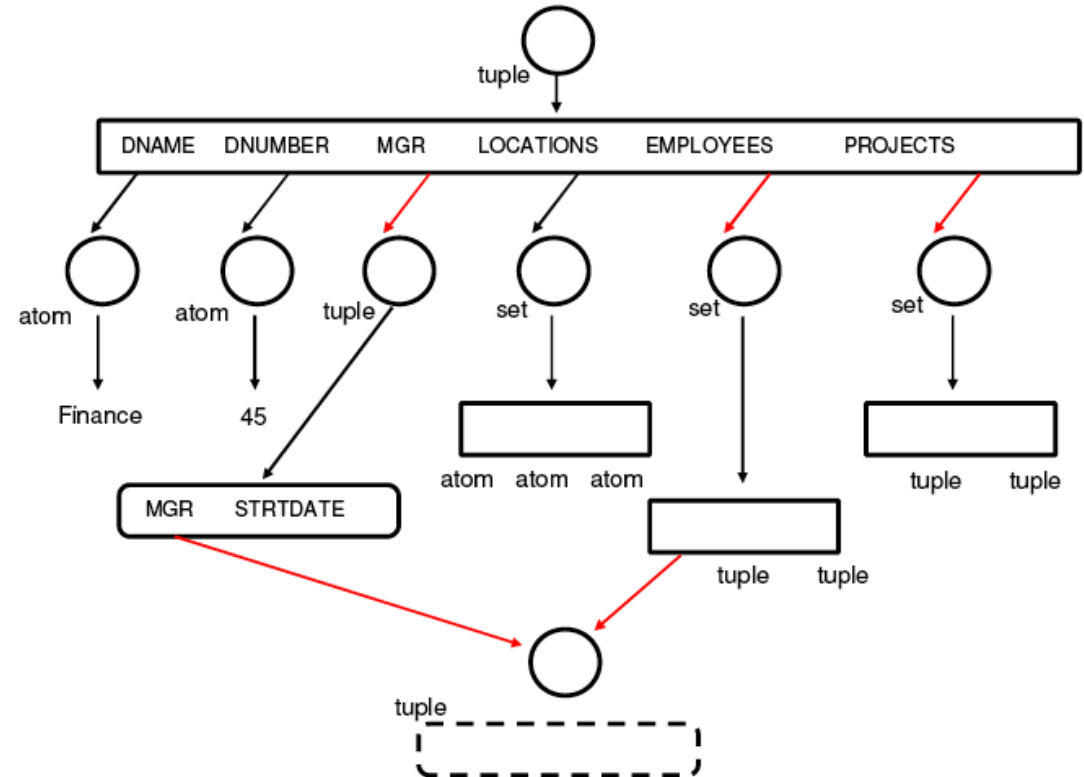 tuple
DNAME DNUMBER MGR LOCATIONS EMPLOYEES PROJECTS
atom atom tuple set set set
Finance 45
atom atom atom tuple tuple
MGR STRTDATE
tuple tuple
tuple